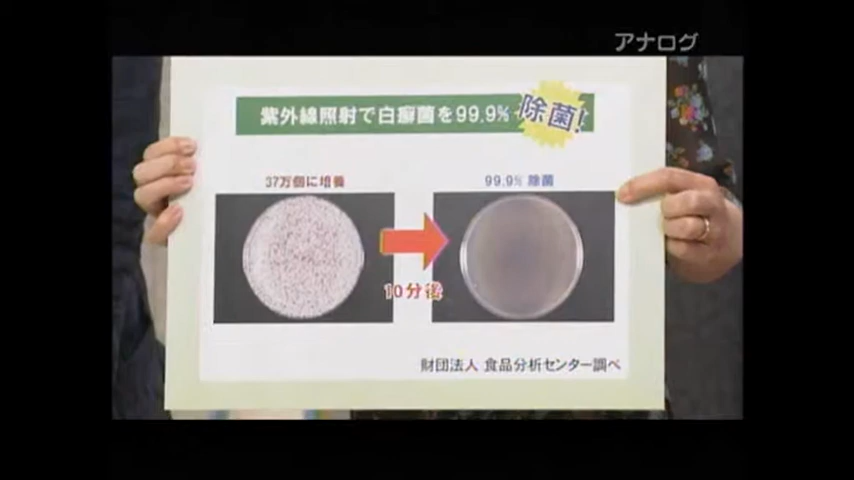 アナログ
紫外線照射で白癬菌を99.9%
除菌!
37万個に培養
99.9% 除菌
10分後
財団法人 食品分析センター調べ